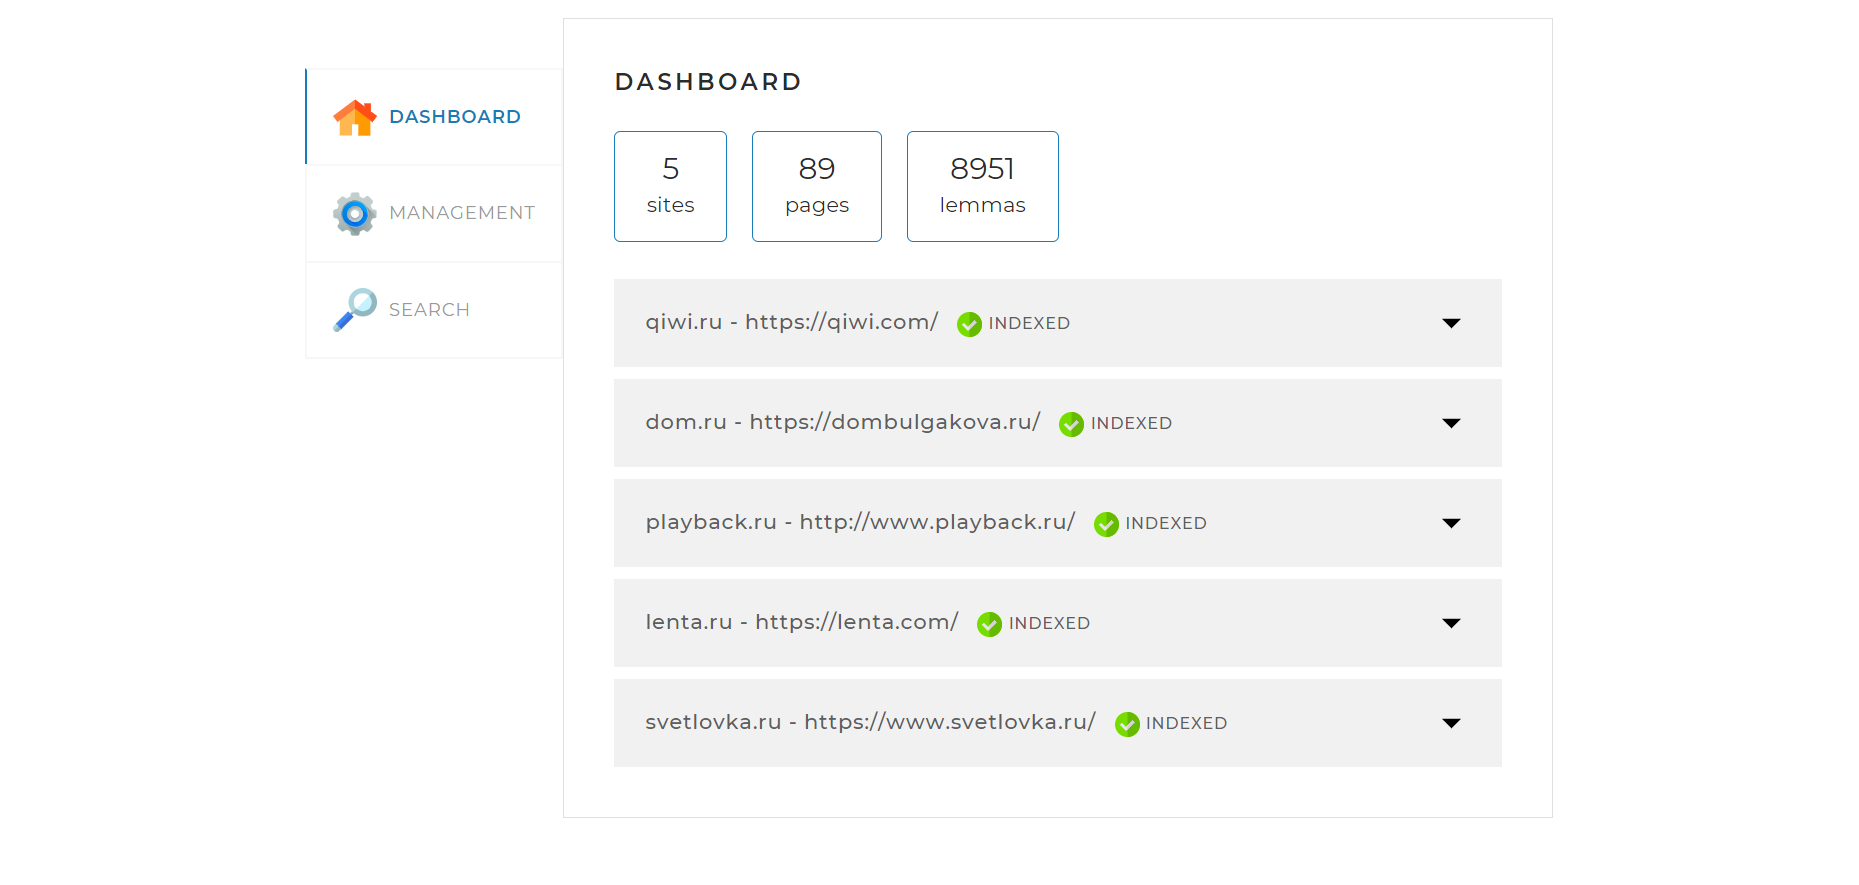 DASHBOARD
MANAGEMENT
SEARCH
DASHBOARD
5
sites
89
pages
8951
lemmas
qiwi.ru - https://qiwi.com/ INDEXED
dom.ru - https://dombulgakova.ru/ INDEXED
playback.ru - http://www.playback.ru/ INDEXED
lenta.ru - https://lenta.com/ INDEXED
svetlovka.ru - https://www.svetlovka.ru/ INDEXED